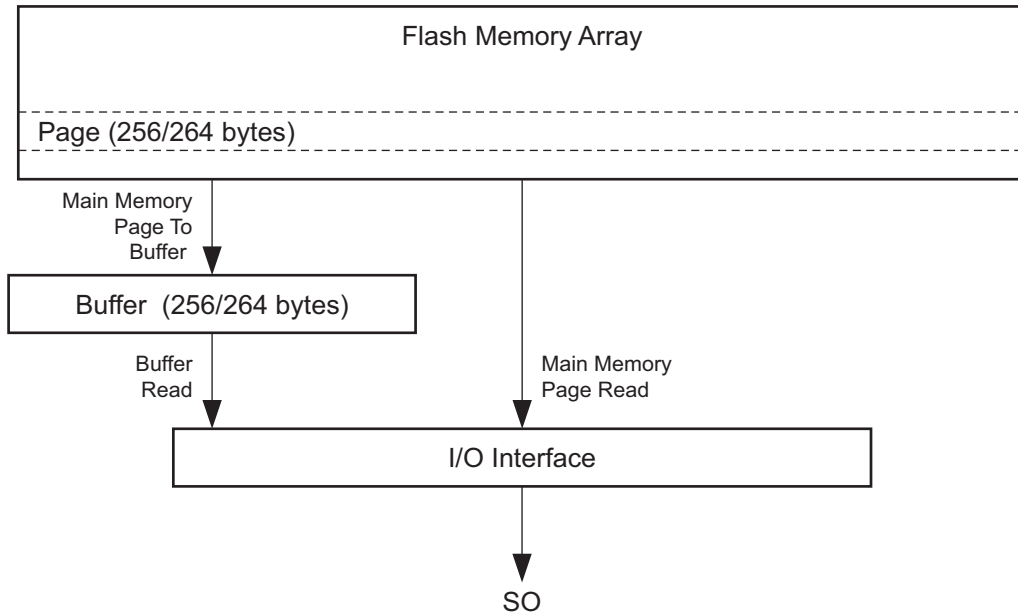 Flash Memory Array
Page (256/264 bytes)
Main Memory
Page To
Buffer
Buffer (256/264 bytes)
Buffer
Read
Main Memory
Page Read
I/O Interface
SO